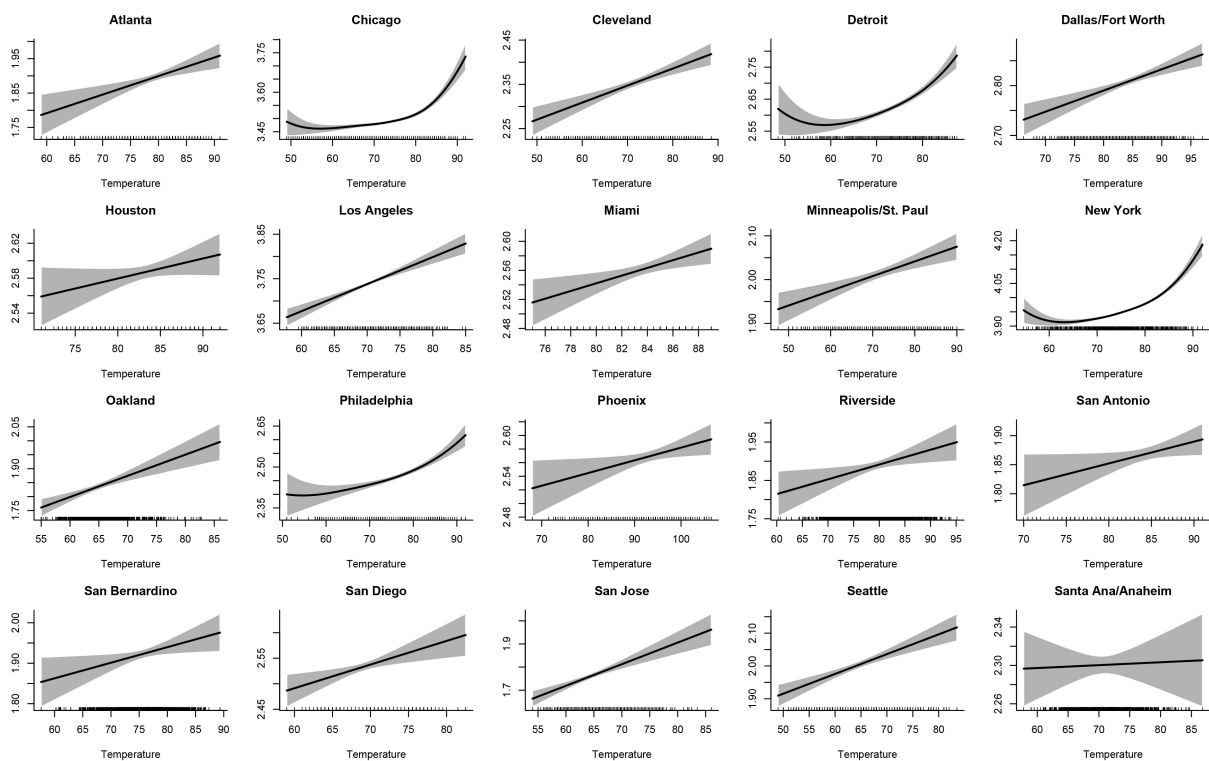 Atlanta Chicago Cleveland Detroit Dallas/Fort Worth
1.75 1.85 1.95 3.45 3.60 3.75 2.25 2.35 2.45 2.55 2.65 2.75 2.70 2.80
60 65 70 75 80 85 90 50 60 70 80 90 50 60 70 80 50 60 70 80 70 75 80 85 90 95
Temperature Temperature Temperature Temperature Temperature
Houston Los Angeles Miami Minneapolis/St. Paul New York
2.54 2.58 2.62 3.65 3.75 3.85 2.48 2.52 2.56 2.60 1.90 2.00 2.10 3.90 4.05 4.20
75 80 85 90 60 65 70 75 80 85 76 78 80 82 84 86 88 50 60 70 80 90 60 70 80 90
Temperature Temperature Temperature Temperature Temperature
Oakland Philadelphia Phoenix Riverside San Antonio
1.75 1.90 2.05 2.35 2.50 2.65 2.48 2.54 2.60 1.75 1.85 1.95 1.80 1.85 1.90
55 60 65 70 75 80 85 50 60 70 80 90 70 80 90 100 60 65 70 75 80 85 90 95 70 75 80 85 90
Temperature Temperature Temperature Temperature Temperature
San Bernardino San Diego San Jose Seattle Santa Ana/Anaheim
1.80 1.90 2.00 2.45 2.55 1.7 1.9 1.90 2.00 2.10 2.26 2.30 2.34
60 65 70 75 80 85 90 60 65 70 75 80 55 60 65 70 75 80 85 50 55 60 65 70 75 80 60 65 70 75 80 85
Temperature Temperature Temperature Temperature Temperature